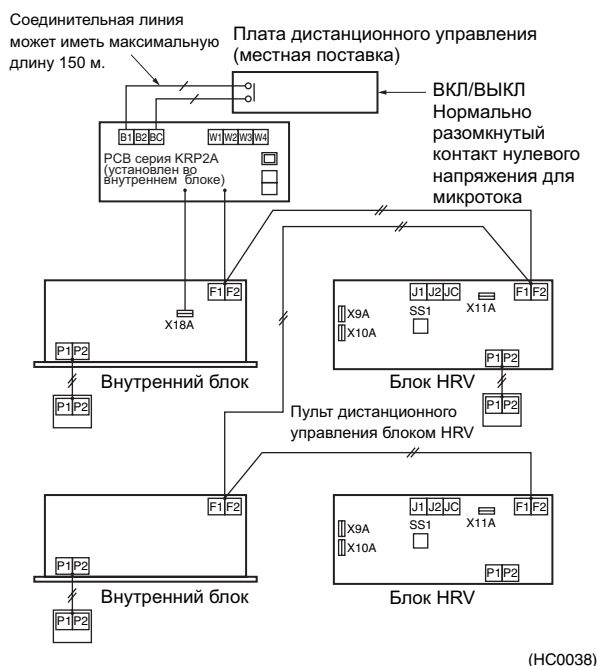 Соединительная линия
может иметь максимальную
длину 150 м.
Плата дистанционного управления
(местная поставка)
ВКЛ/ВЫКЛ
Нормально
разомкнутый
контакт нулевого
напряжения для
микротока
B1 B2 BC
W1 W2 W3 W4
PCB серия KRP2A
(установлен во
внутреннем блоке)
F1 F2
X18A
P1 P2
Внутренний блок
P1 P2
J1 J2 JC
F1 F2
X9A
SS1
X11A
X10A
P1 P2
Блок HRV
P1 P2
Пульт дистанционного
управления блоком HRV
F1 F2
P1 P2
Внутренний блок
P1 P2
J1 J2 JC
F1 F2
X9A
SS1
X11A
X10A
P1 P2
Блок HRV
(HC0038)